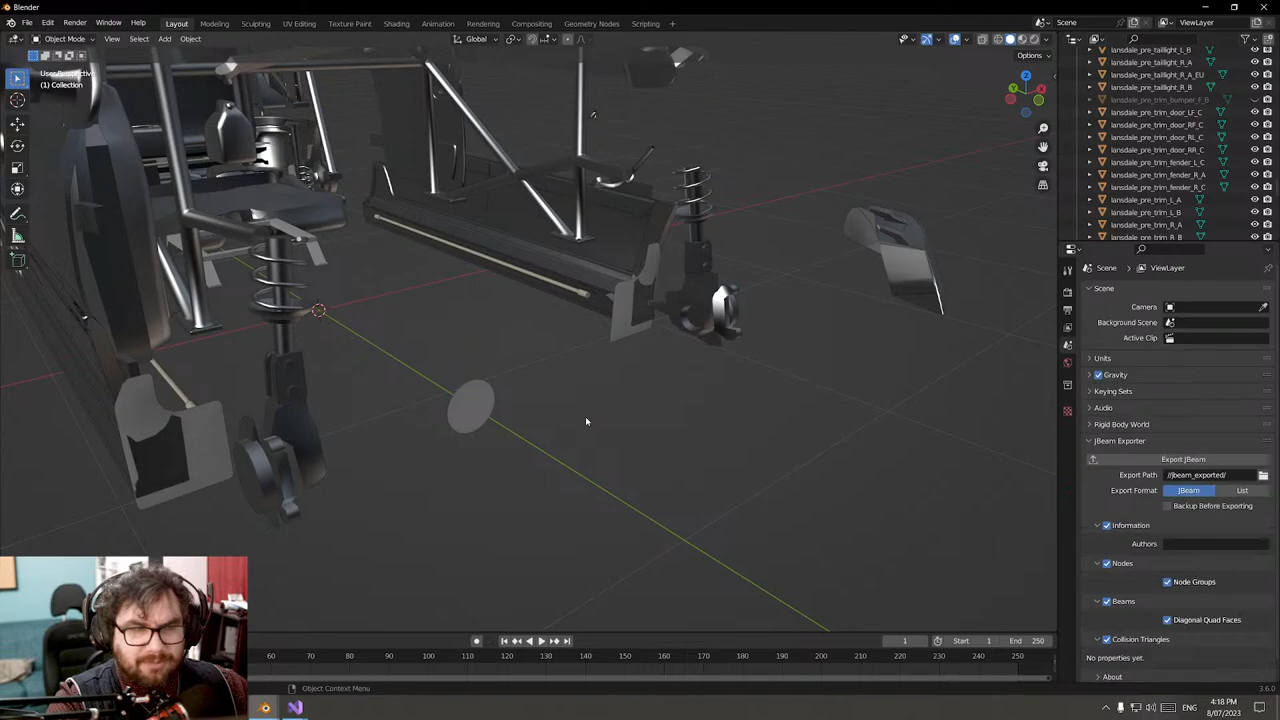 Blender
File Edit Render Window Help Layout Modeling Sculpting UV Editing Texture Paint Shading Animation Rendering Compositing Geometry Nodes Scripting + Scene ViewLayer
Object Mode View Select Add Object Global
Options
User Perspective
(1) Collection
X
Y
Z
lansdale_pre_taillight_L_B
lansdale_pre_taillight_R_A
lansdale_pre_taillight_R_A_EU
lansdale_pre_taillight_R_B
lansdale_pre_trim_bumper_F_B
lansdale_pre_trim_door_LF_C
lansdale_pre_trim_door_RF_C
lansdale_pre_trim_door_RL_C
lansdale_pre_trim_door_RR_C
lansdale_pre_trim_fender_L_C
lansdale_pre_trim_fender_R_A
lansdale_pre_trim_fender_R_C
lansdale_pre_trim_L_A
lansdale_pre_trim_L_B
lansdale_pre_trim_R_A
lansdale_pre_trim_R_B
Scene ViewLayer
Scene
Camera
Background Scene
Active Clip
Units
Gravity
Keying Sets
Audio
Rigid Body World
JBeam Exporter
Export JBeam
Export Path //jbeam_exported/
Export Format JBeam List
Backup Before Exporting
Information
Authors
Nodes
Node Groups
Beams
Diagonal Quad Faces
Collision Triangles
No properties yet.
About
1 Start 1 End 250
60 70 80 90 100 110 120 130 140 150 160 170 180 190 200 210 220 230 240 250
Object Context Menu 3.6.0
ENG 4:18 PM
8/07/2023